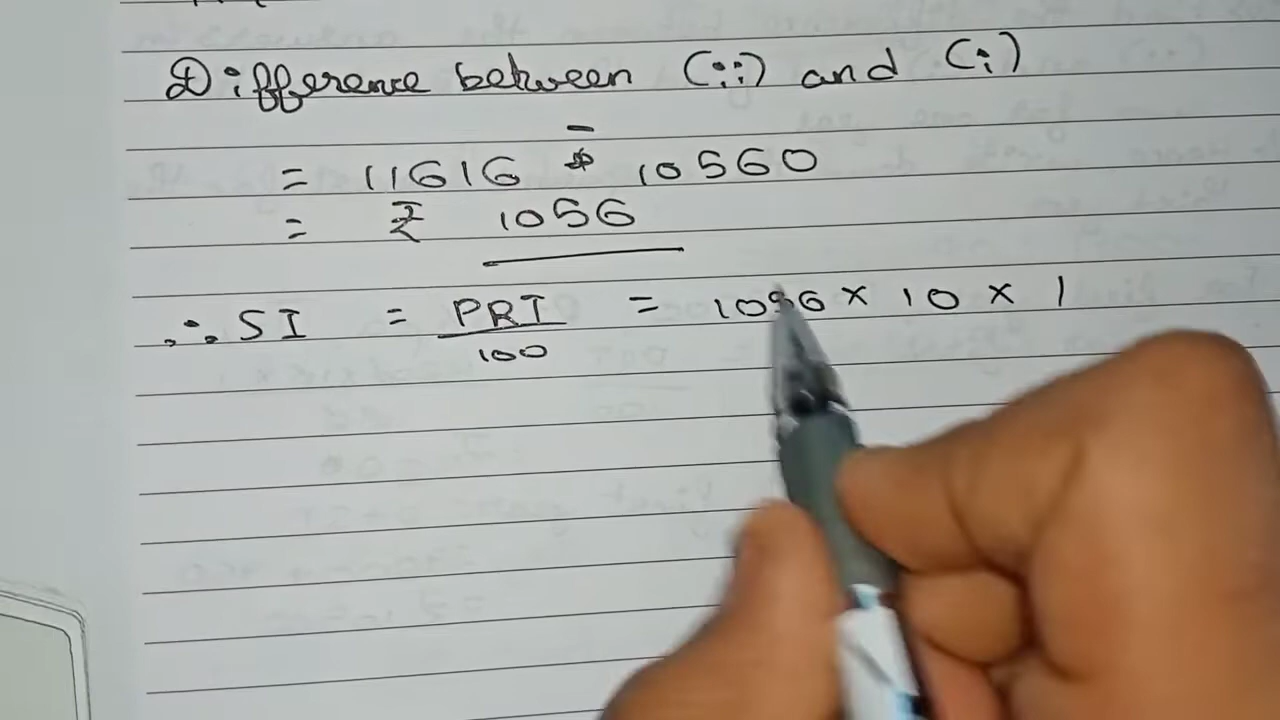 Difference between (ii) and (i)
= 11616 - 10560
= ₹ 1056
∴ SI = PRT / 100 = 1056 × 10 × 1